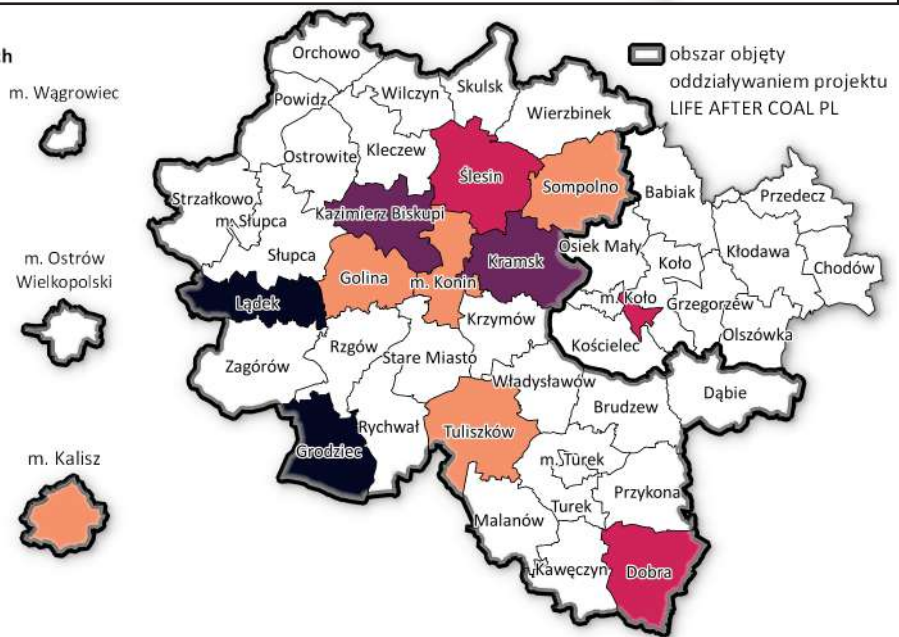 ch
m. Wągrowiec
m. Ostrów
Wielkopolski
m. Kalisz
obszar objęty
oddziaływaniem projektu
LIFE AFTER COAL PL
Orchowo
Skulsk
Wilczyn
Powidz
Wierzbinek
Kleczew
Ostrowite
Ślesin
Sompolno
Babiak
Przedecz
Strzałkowo
m. Słupca
Kazimierz Biskupi
Osiek Mały
Kłodawa
Słupca
Kramsk
Koło
Chodów
Golina
m. Konin
Lądek
m. Koło
Grzegorzew
Krzymów
Olszówka
Kościelec
Rzgów
Stare Miasto
Zagórów
Władysławów
Dąbie
Brudzew
Rychwał
Tuliszków
Grodziec
m. Turek
Przykona
Turek
Malanów
Kawęczyn
Dobra